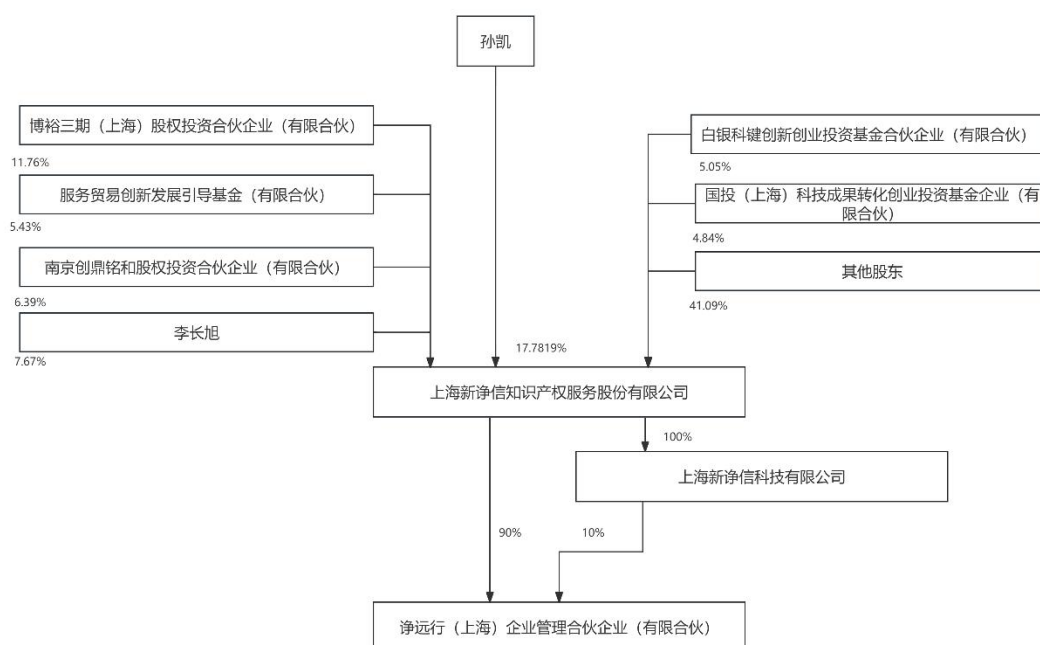 孙凯
博裕三期（上海）股权投资合伙企业（有限合伙）
11.76%
服务贸易创新发展引导基金（有限合伙）
5.43%
南京创鼎铭和股权投资合伙企业（有限合伙）
6.39%
李长旭
7.67%
白银科键创新创业投资基金合伙企业（有限合伙）
5.05%
国投（上海）科技成果转化创业投资基金企业（有
限合伙）
4.84%
其他股东
41.09%
17.7819%
上海新诤信知识产权服务股份有限公司
100%
上海新诤信科技有限公司
90%
10%
诤远行（上海）企业管理合伙企业（有限合伙）